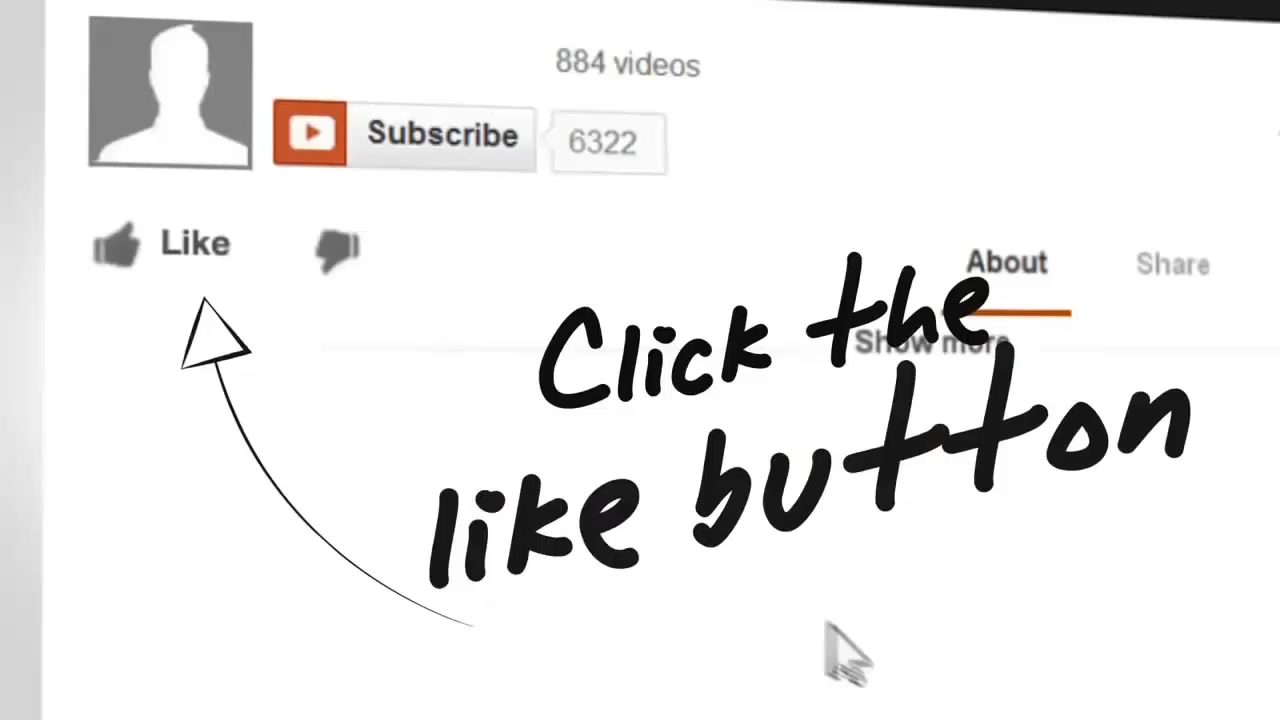 884 videos
Subscribe 6322
Like
About Share
Show more
Click the
like button